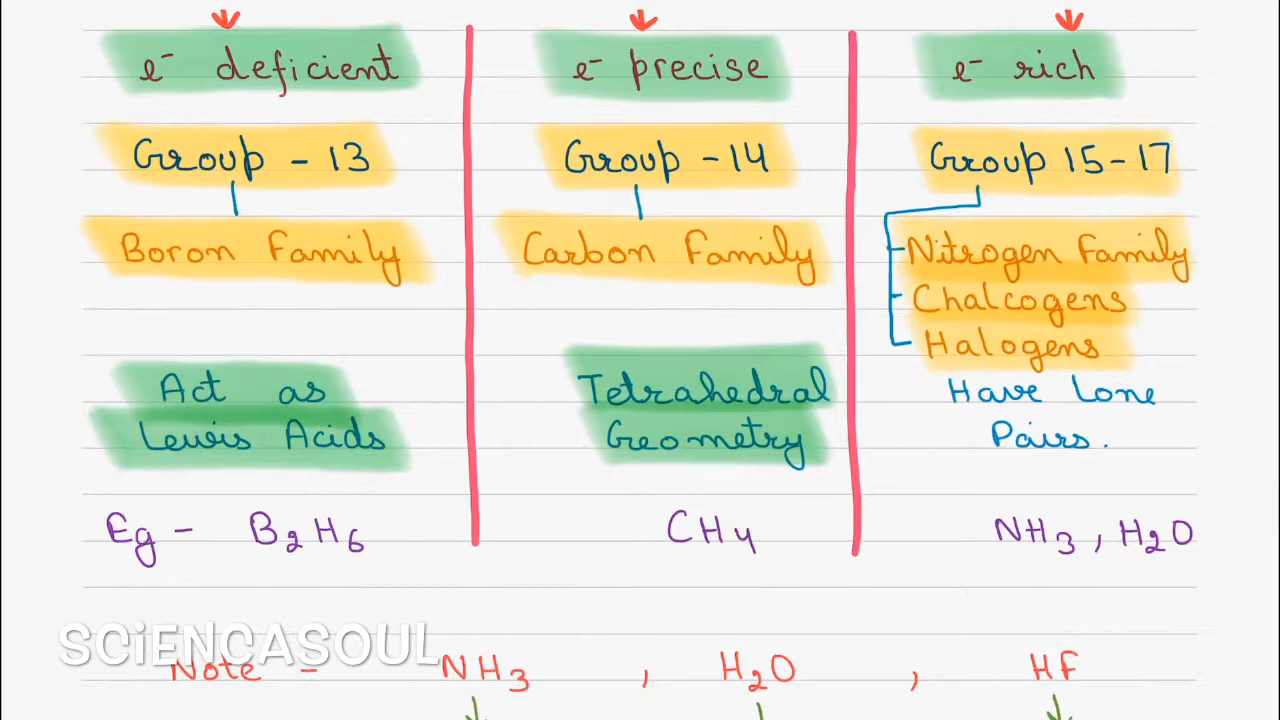 e⁻ deficient
Group - 13
Boron Family
Act as
Lewis Acids
Eg - B₂H₆
e⁻ precise
Group - 14
Carbon Family
Tetrahedral
Geometry
CH₄
e⁻ rich
Group 15-17
Nitrogen Family
Chalcogens
Halogens
Have Lone
Pairs.
NH₃, H₂O
Note - NH₃ , H₂O , HF
SCiENCASOUL